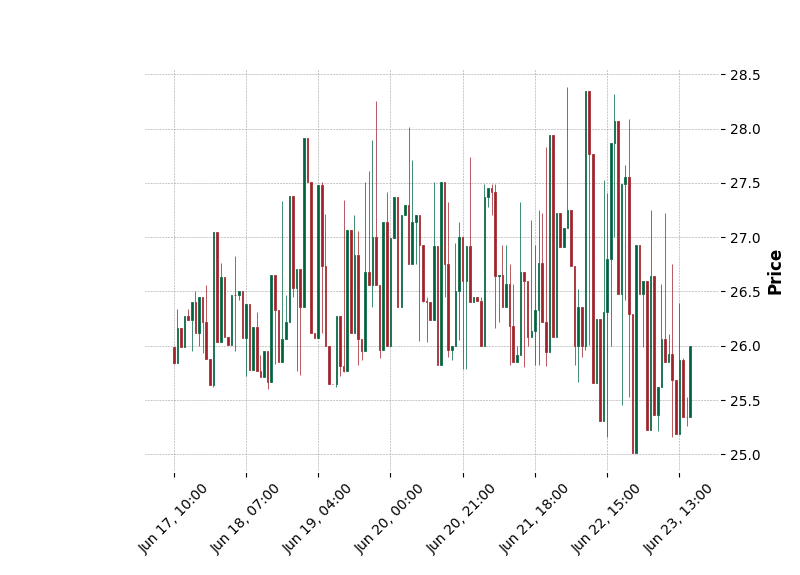 28.5
28.0
27.5
27.0
26.5
26.0
25.5
25.0
Price
Jun 17, 10:00
Jun 18, 07:00
Jun 19, 04:00
Jun 20, 00:00
Jun 20, 21:00
Jun 21, 18:00
Jun 22, 15:00
Jun 23, 13:00